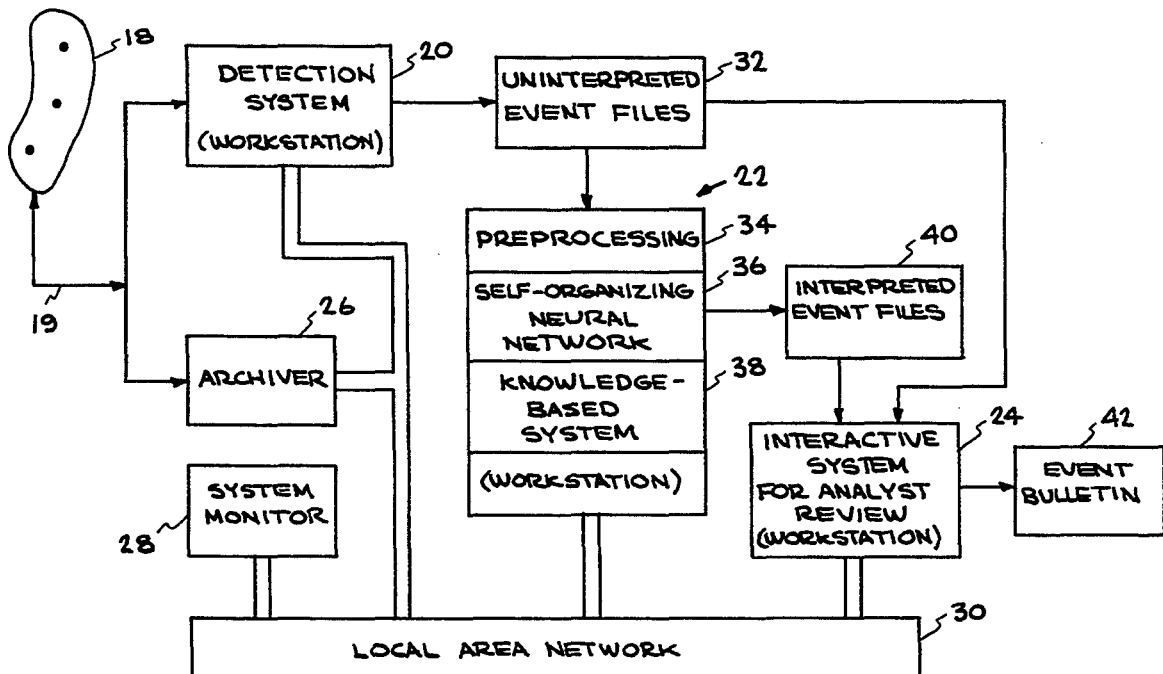 18
20
DETECTION
SYSTEM
(WORKSTATION)
UNINTERPRETED
EVENT FILES
32
22
PREPROCESSING
34
36
SELF-ORGANIZING
NEURAL
NETWORK
40
INTERPRETED
EVENT FILES
19
26
ARCHIVER
KNOWLEDGE-
BASED
SYSTEM
38
(WORKSTATION)
24
INTERACTIVE
SYSTEM
FOR ANALYST
REVIEW
(WORKSTATION)
42
EVENT
BULLETIN
SYSTEM
MONITOR
28
30
LOCAL AREA NETWORK